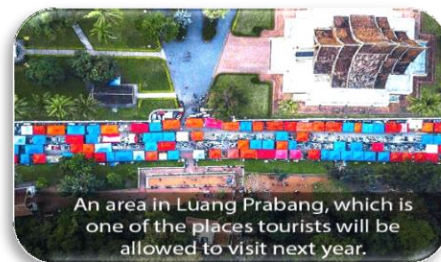 An area in Luang Prabang, which is
one of the places tourists will be
allowed to visit next year.